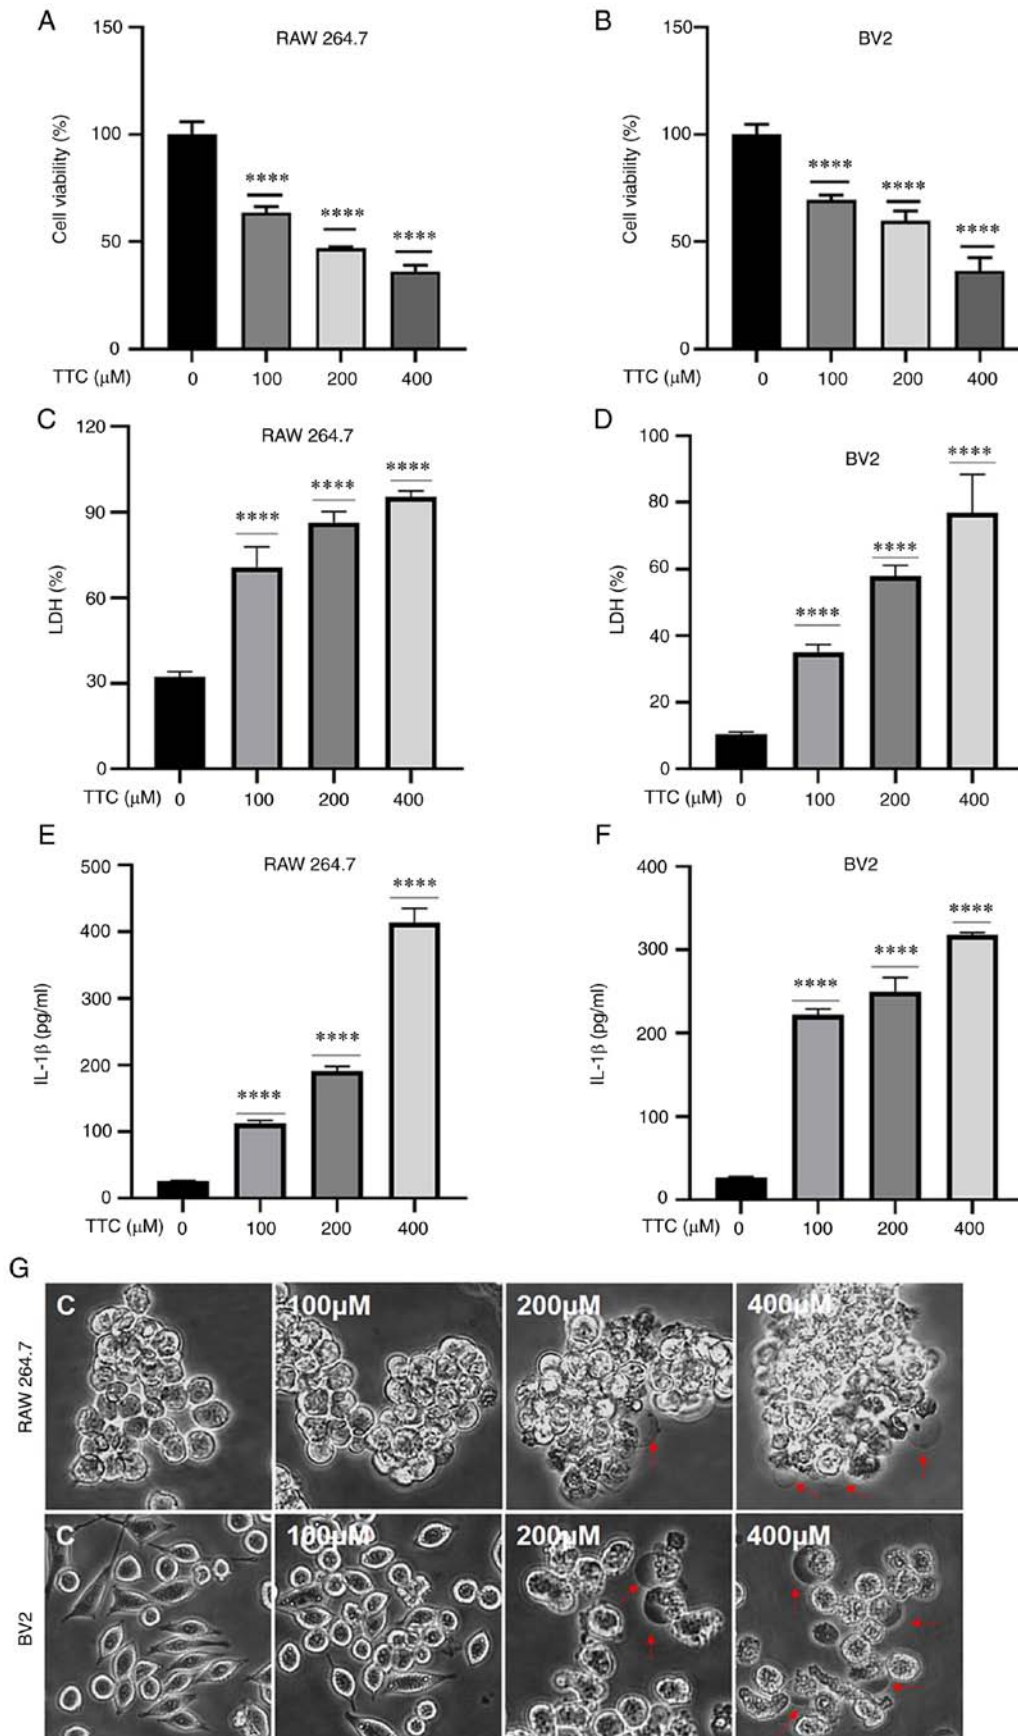 A
RAW 264.7
150
100
50
0
Cell viability (%)
****
****
****
TTC (μM) 0 100 200 400
B
BV2
150
100
50
0
Cell viability (%)
****
****
****
TTC (μM) 0 100 200 400
C
RAW 264.7
120
90
60
30
0
LDH (%)
****
****
****
TTC (μM) 0 100 200 400
D
BV2
100
80
60
40
20
0
LDH (%)
****
****
****
TTC (μM) 0 100 200 400
E
RAW 264.7
500
400
300
200
100
0
IL-1β (pg/ml)
****
****
****
TTC (μM) 0 100 200 400
F
BV2
400
300
200
100
0
IL-1β (pg/ml)
****
****
****
TTC (μM) 0 100 200 400
G
RAW 264.7
C 100μM 200μM 400μM
BV2
C 100μM 200μM 400μM